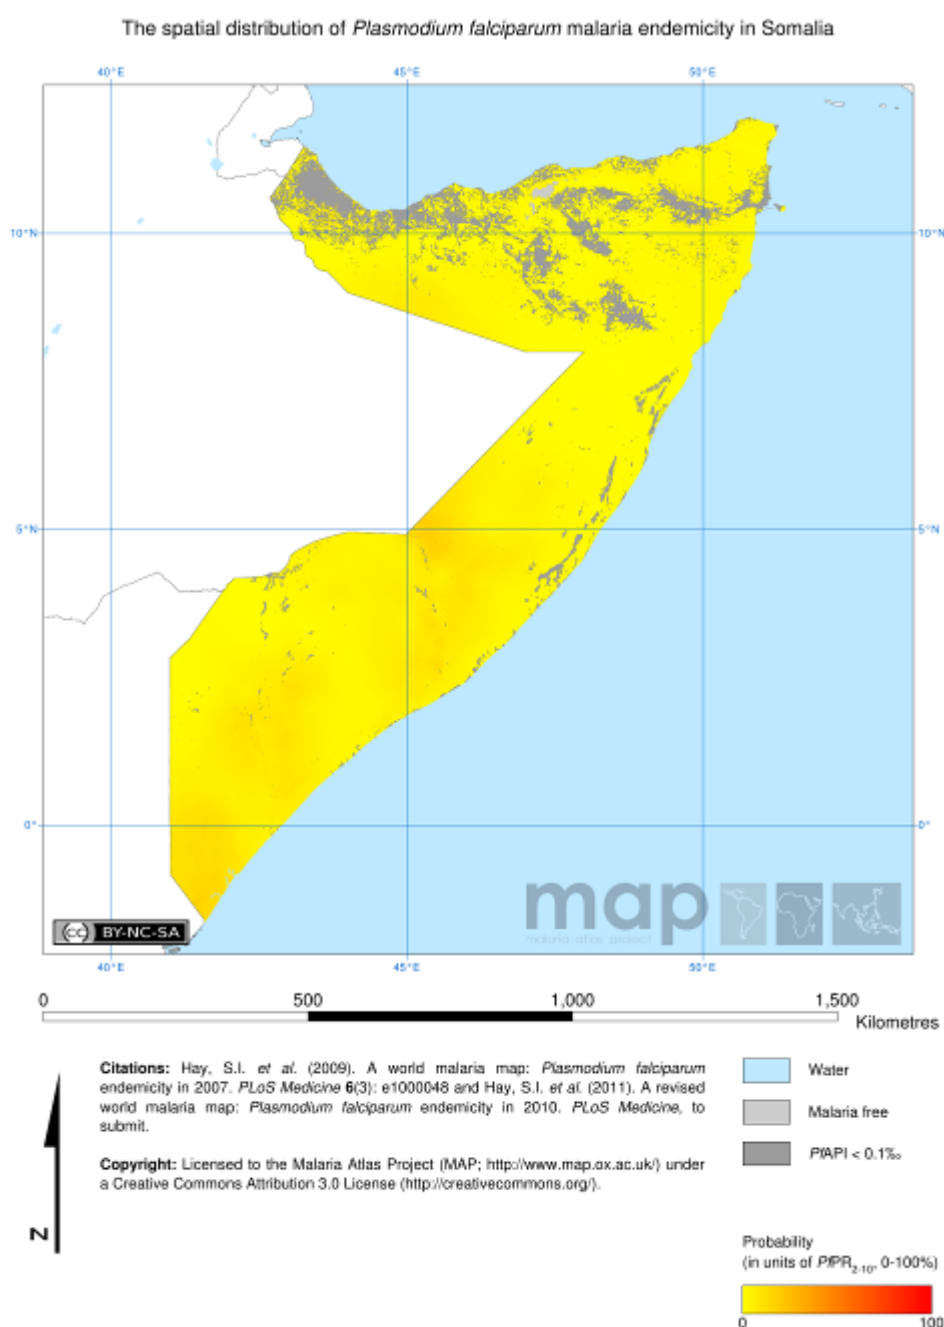 The spatial distribution of Plasmodium falciparum malaria endemicity in Somalia
40°E 45°E 50°E
10°N 10°N
5°N 5°N
0° 0°
map
malaria atlas project
cc BY-NC-SA
40°E 45°E 50°E
0 500 1,000 1,500
Kilometres
Citations: Hay, S.I. et al. (2009). A world malaria map: Plasmodium falciparum
endemicity in 2007. PLoS Medicine 6(3): e1000048 and Hay, S.I. et al. (2011). A revised
world malaria map: Plasmodium falciparum endemicity in 2010. PLoS Medicine, to
submit.
Copyright: Licensed to the Malaria Atlas Project (MAP; http://www.map.ox.ac.uk/) under
a Creative Commons Attribution 3.0 License (http://creativecommons.org/).
N
Water
Malaria free
PfAPI < 0.1‰
Probability
(in units of PfPR2-10, 0-100%)
0 100